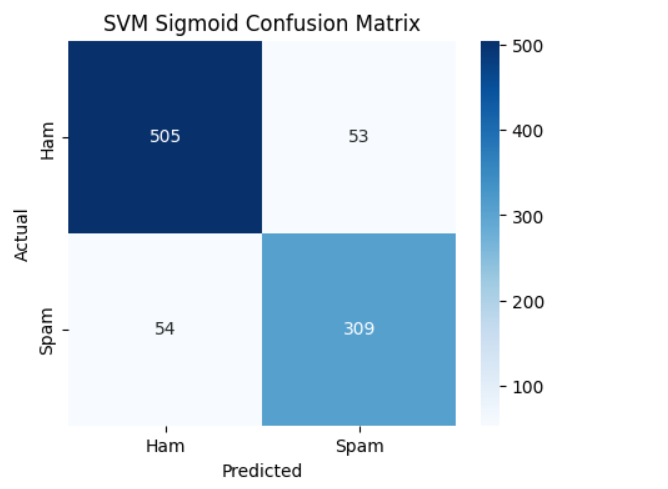 SVM Sigmoid Confusion Matrix
Actual
Ham
505
53
Spam
54
309
Ham
Spam
Predicted
500
400
300
200
100